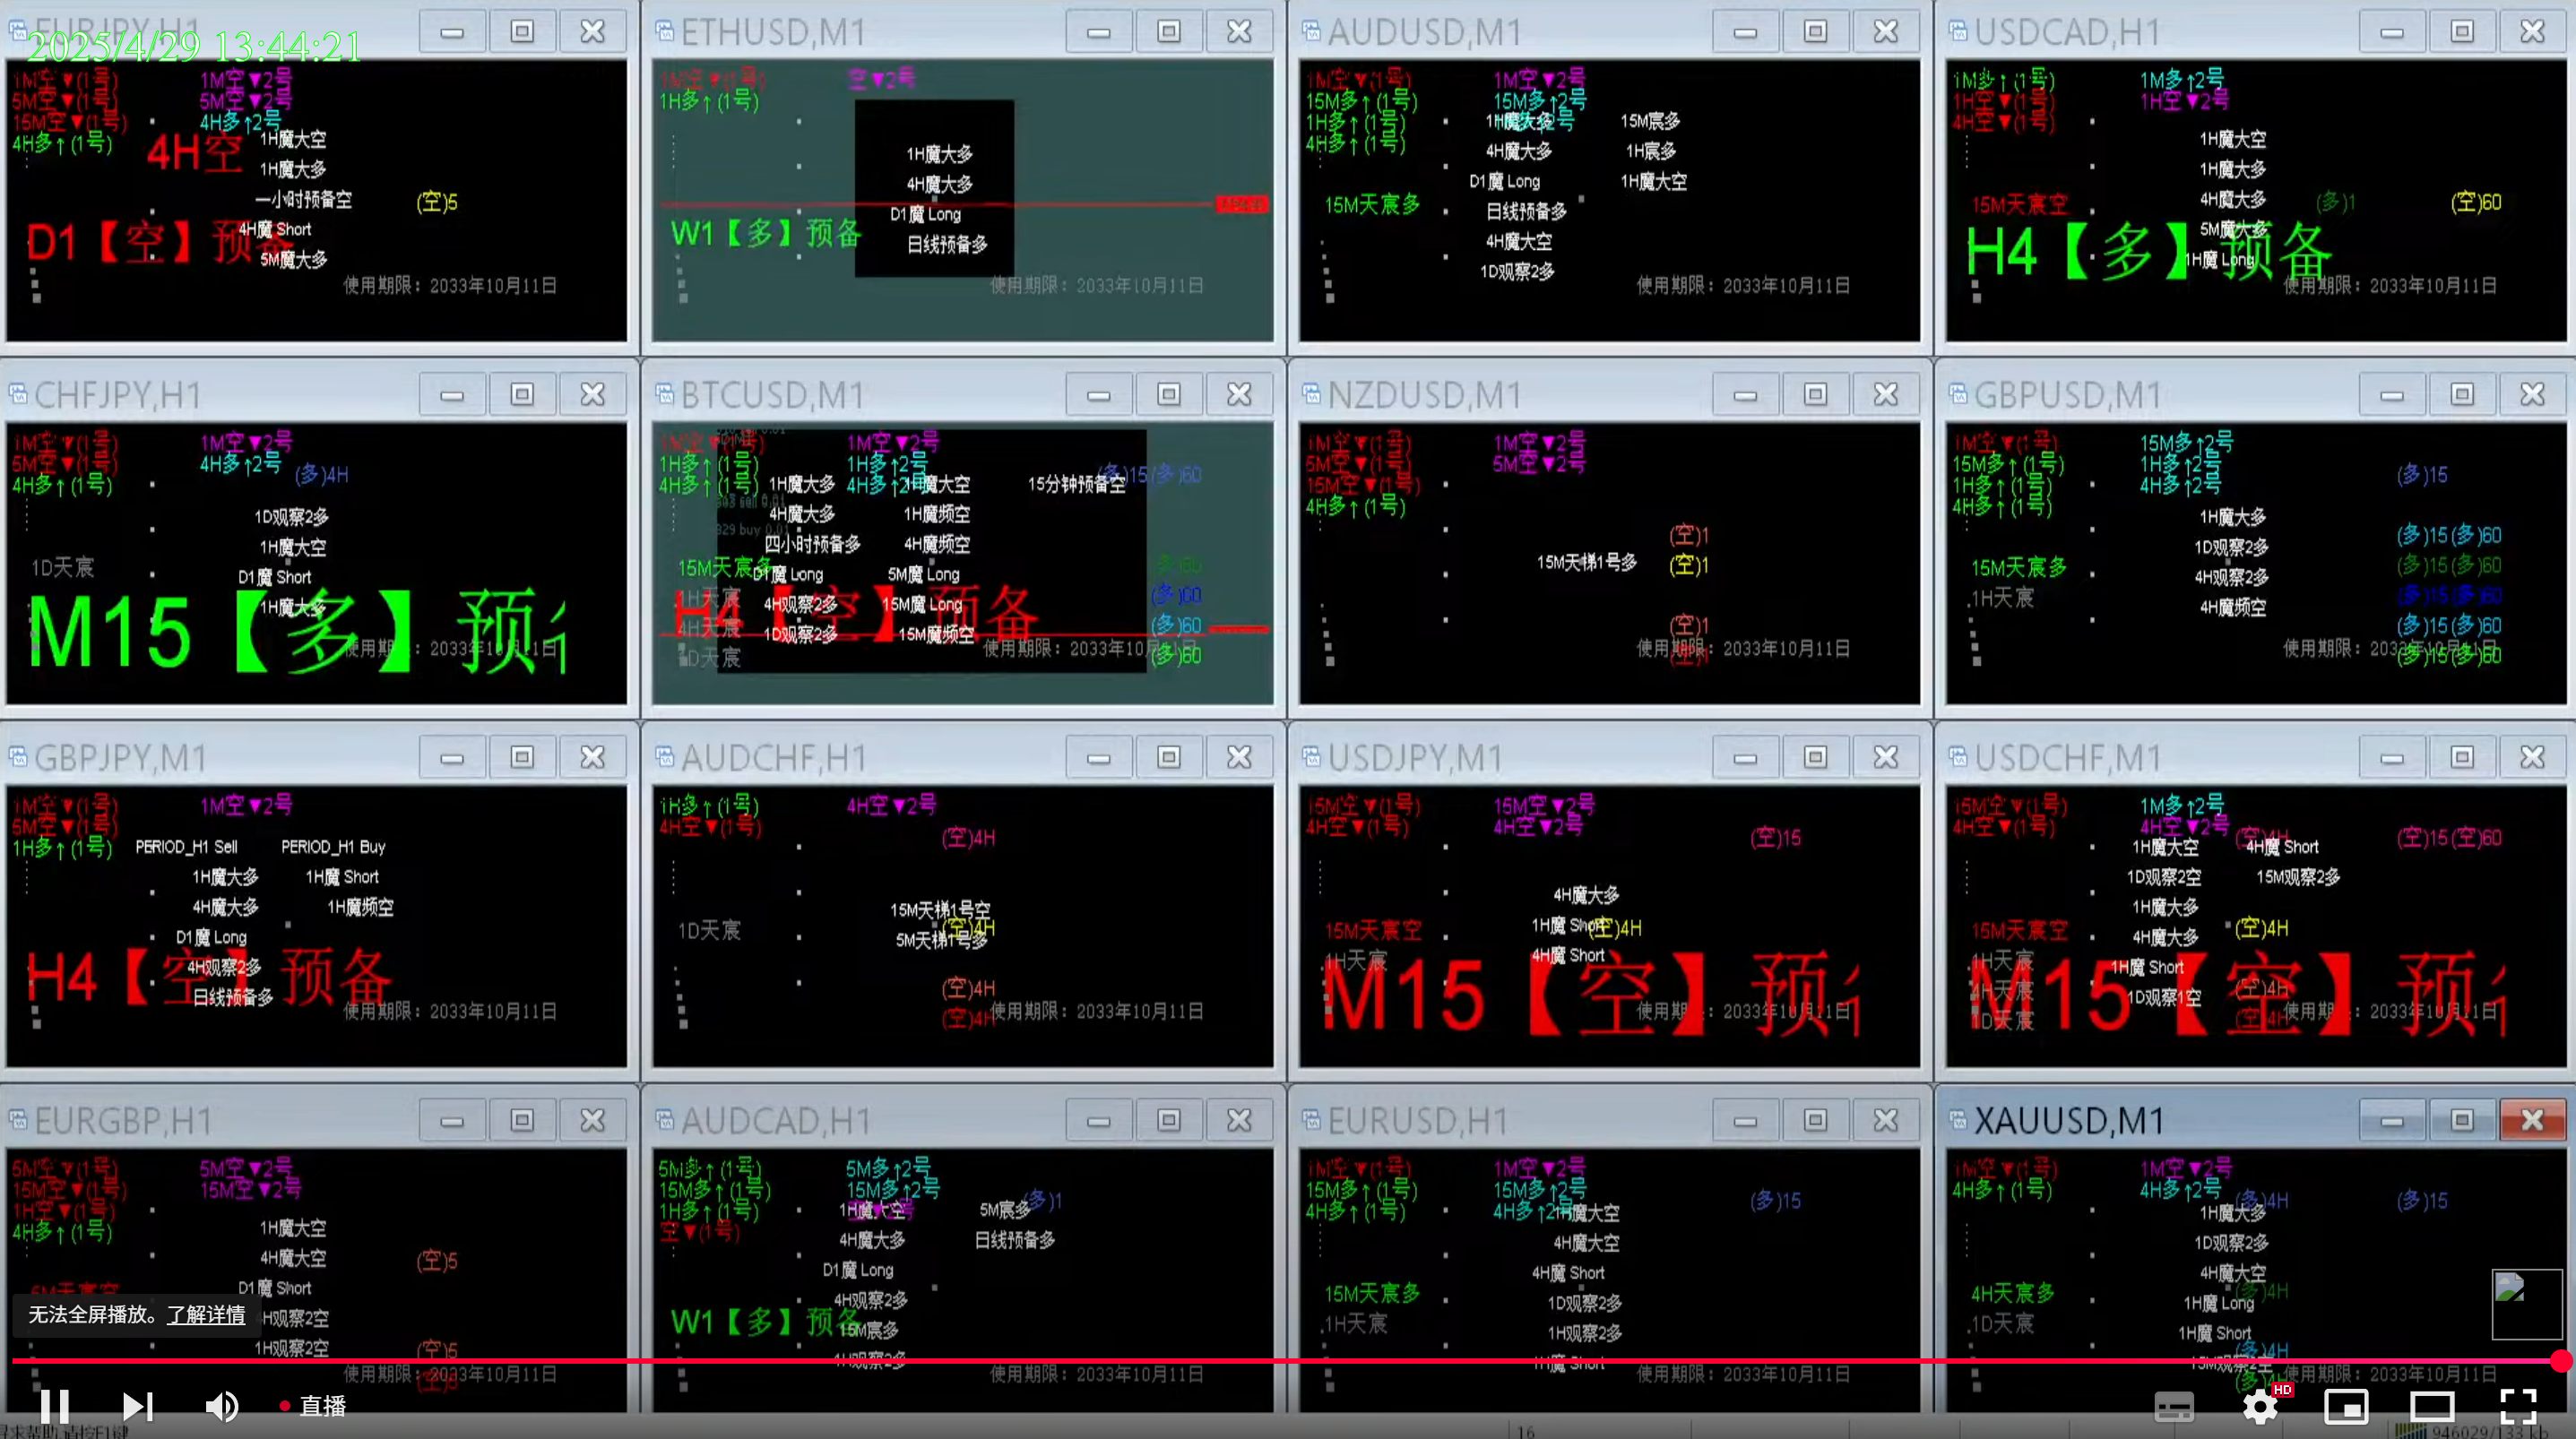 EURJPY,H1
2025/4/29 13:44:21
1M空▼(1号) 1M空▼2号
5M空▼(1号) 5M空▼2号
15M空▼(1号) 4H多↑2号
4H多↑(1号) 4H空 1H魔大空
1H魔大多
一小时预备空 (空)5
4H魔 Short
D1【空】预备
5M魔大多
使用期限：2033年10月11日
ETHUSD,M1
1M空▼(1号) 空▼2号
1H多↑(1号)
1H魔大多
4H魔大多
D1魔 Long
W1【多】预备
日线预备多
使用期限：2033年10月11日
AUDUSD,M1
1M空▼(1号) 1M空▼2号
15M多↑(1号) 15M多↑2号
1H多↑(1号) 1H魔大多 15M宸多
4H多↑(1号) 4H魔大多 1H宸多
D1魔 Long 1H魔大空
15M天宸多 日线预备多
4H魔大空
1D观察2多
使用期限：2033年10月11日
USDCAD,H1
1M多↑(1号) 1M多↑2号
1H空▼(1号) 1H空▼2号
4H空▼(1号)
1H魔大空
1H魔大多
15M天宸空 4H魔大多 (多)1 (空)60
5M魔大多
H4【多】预备
1H魔 Long
使用期限：2033年10月11日
CHFJPY,H1
1M空▼(1号) 1M空▼2号
5M空▼(1号) 4H多↑2号 (多)4H
4H多↑(1号)
1D观察2多
1H魔大空
1D天宸 D1魔 Short
1H魔大多
M15【多】预
使用期限：2033年10月11日
BTCUSD,M1
1M空▼(1号) 1M空▼2号
1H多↑(1号) 1H多↑2号 (多)15(多)60
4H多↑(1号) 1H魔大多 4H多↑2号 1H魔大空 15分钟预备空
4H魔大多 1H魔频空
829 buy 0.01
四小时预备多 4H魔频空
15M天宸多 D1魔 Long 5M魔 Long (多)60
1H天宸 4H观察2多 15M魔 Long (多)60
H4【空】预备
4H天宸 1D观察2多 15M魔频空 (多)60
1D天宸 使用期限：2033年10月11日 (多)60
NZDUSD,M1
1M空▼(1号) 1M空▼2号
5M空▼(1号) 5M空▼2号
15M空▼(1号)
4H多↑(1号)
(空)1
15M天梯1号多 (空)1
(空)1
使用期限：2033年10月11日
GBPUSD,M1
1M空▼(1号) 15M多↑2号
15M多↑(1号) 1H多↑2号 (多)15
1H多↑(1号) 4H多↑2号
4H多↑(1号)
1H魔大多 (多)15(多)60
1D观察2多
15M天宸多 4H观察2多 (多)15(多)60
1H天宸 (多)15(多)60
4H魔频空 (多)15(多)60
使用期限：2033年10月11日
(多)15(多)60
GBPJPY,M1
1M空▼(1号) 1M空▼2号
5M空▼(1号)
1H多↑(1号) PERIOD_H1 Sell PERIOD_H1 Buy
1H魔大多 1H魔 Short
4H魔大多 1H魔频空
D1魔 Long
4H观察2多
H4【空】预备
日线预备多
使用期限：2033年10月11日
AUDCHF,H1
1H多↑(1号) 4H空▼2号
4H空▼(1号) (空)4H
15M天梯1号空
1D天宸 (空)4H
5M天梯1号多
(空)4H
(空)4H
使用期限：2033年10月11日
USDJPY,M1
15M空▼(1号) 15M空▼2号
4H空▼(1号) 4H空▼2号 (空)15
4H魔大多
15M天宸空 1H魔 Short (空)4H
1H天宸 4H魔 Short
M15【空】预
使用期限：2033年10月11日
USDCHF,M1
15M空▼(1号) 1M多↑2号
4H空▼(1号) 4H空▼2号 (空)4H (空)15(空)60
1H魔大空 4H魔 Short
1D观察2空 15M观察2多
1H魔大多
15M天宸空 4H魔大多 (空)4H
1H天宸 1H魔 Short
4H天宸 1D观察1空 (空)4H
M15【空】预
1D天宸 (空)4H
使用期限：2033年10月11日
EURGBP,H1
5M空▼(1号) 5M空▼2号
15M空▼(1号) 15M空▼2号
1H空▼(1号)
4H多↑(1号) 1H魔大空
4H魔大空 (空)5
5M天宸空 D1魔 Short
4H观察2空
1H观察2空 (空)5
使用期限：2033年10月11日
AUDCAD,H1
5M多↑(1号) 5M多↑2号
15M多↑(1号) 15M多↑2号 (多)1
1H多↑(1号) 1H魔大空 5M宸多
空▼(1号) 4H魔大多 日线预备多
D1魔 Long
4H观察2多
W1【多】预备
15M宸多
1H观察2多
使用期限：2033年10月11日
EURUSD,H1
1M空▼(1号) 1M空▼2号
15M多↑(1号) 15M多↑2号 (多)15
4H多↑(1号) 4H多↑2号 1H魔大空
4H魔大空
4H魔 Short
15M天宸多 1D观察2多
1H天宸 1H观察2多
1H魔 Short
使用期限：2033年10月11日
XAUUSD,M1
1M空▼(1号) 1M空▼2号
4H多↑(1号) 4H多↑2号 (多)4H (多)15
1H魔大多
1D观察2多
4H魔大空
4H天宸多 1H魔 Long (多)4H
1D天宸 1H魔 Short
15M观察2空 (多)4H
使用期限：2033年10月11日
无法全屏播放。了解详情
直播
HD
16
946029/133 kb